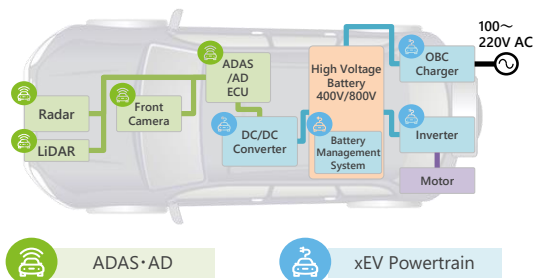 100～
220V AC
ADAS
/AD
ECU
High Voltage
Battery
400V/800V
OBC
Charger
Radar
Front
Camera
LiDAR
DC/DC
Converter
Battery
Management
System
Inverter
Motor
ADAS･AD
xEV Powertrain